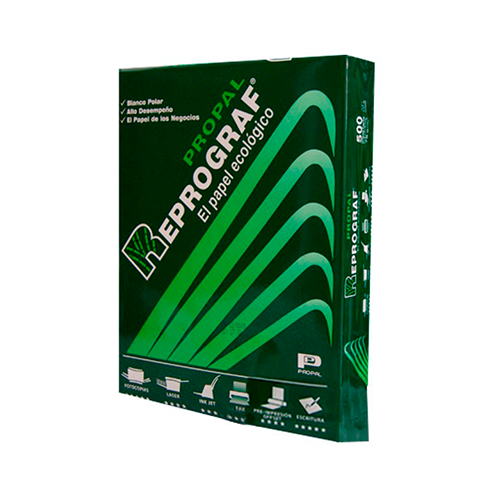 ✓ Blanco Polar
✓ Alto Desempeño
✓ El Papel de los Negocios
PROPAL
REPROGRAF®
El papel ecológico
P
PROPAL
FOTOCOPIAS
LASER
INK JET
FAX
PRE-IMPRESIÓN
OFFSET
ESCRITURA
500
PROPAL
REPROGRAF